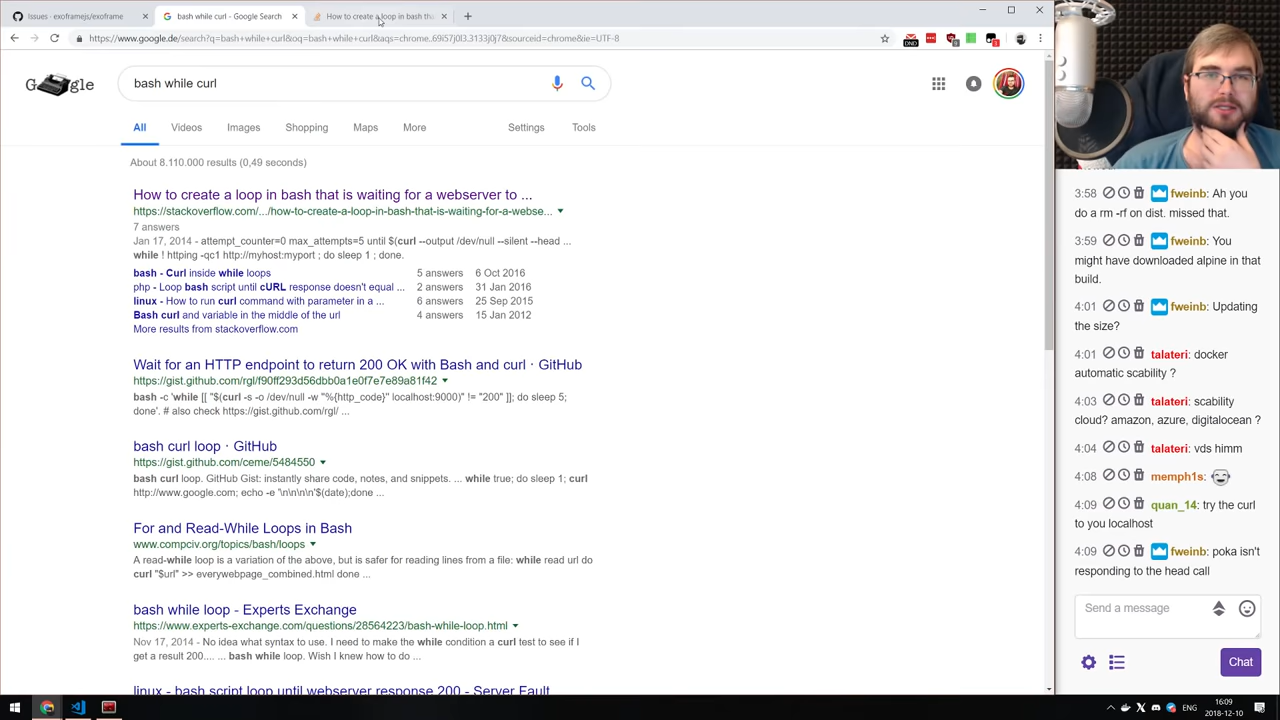 Issues · exoframejs/exoframe
bash while curl - Google Search
How to create a loop in bash tha
https://www.google.de/search?q=bash+while+curl&oq=bash+while+curl&aqs=chrome..69i57j0l3.3133j0j7&sourceid=chrome&ie=UTF-8
DND
G gle
bash while curl
All
Videos
Images
Shopping
Maps
More
Settings
Tools
About 8.110.000 results (0,49 seconds)
How to create a loop in bash that is waiting for a webserver to ...
https://stackoverflow.com/.../how-to-create-a-loop-in-bash-that-is-waiting-for-a-webse...
7 answers
Jan 17, 2014 - attempt_counter=0 max_attempts=5 until $(curl --output /dev/null --silent --head ...
while ! httping -qc1 http://myhost:myport ; do sleep 1 ; done.
bash - Curl inside while loops 5 answers 6 Oct 2016
php - Loop bash script until cURL response doesn't equal ... 2 answers 31 Jan 2016
linux - How to run curl command with parameter in a ... 6 answers 25 Sep 2015
Bash curl and variable in the middle of the url 4 answers 15 Jan 2012
More results from stackoverflow.com
Wait for an HTTP endpoint to return 200 OK with Bash and curl · GitHub
https://gist.github.com/rgl/f90ff293d56dbb0a1e0f7e7e89a81f42
bash -c 'while [[ "$(curl -s -o /dev/null -w ''%{http_code}'' localhost:9000)" != "200" ]]; do sleep 5;
done'. # also check https://gist.github.com/rgl/ ...
bash curl loop · GitHub
https://gist.github.com/ceme/5484550
bash curl loop. GitHub Gist: instantly share code, notes, and snippets. ... while true; do sleep 1; curl
http://www.google.com; echo -e '\n\n\n\n'$(date);done ...
For and Read-While Loops in Bash
www.compciv.org/topics/bash/loops
A read-while loop is a variation of the above, but is safer for reading lines from a file: while read url do
curl "$url" >> everywebpage_combined.html done ...
bash while loop - Experts Exchange
https://www.experts-exchange.com/questions/28564223/bash-while-loop.html
Nov 17, 2014 - No idea what syntax to use. I need to make the while condition a curl test to see if I
get a result 200.... ... bash while loop. Wish I knew how to do ...
linux - bash script loop until webserver response 200 - Server Fault
3:58 fweinb: Ah you
do a rm -rf on dist. missed that.
3:59 fweinb: You
might have downloaded alpine in that
build.
4:01 fweinb: Updating
the size?
4:01 talateri: docker
automatic scability ?
4:03 talateri: scability
cloud? amazon, azure, digitalocean ?
4:04 talateri: vds himm
4:08 memph1s:
4:09 quan_14: try the curl
to you localhost
4:09 fweinb: poka isn't
responding to the head call
Send a message
Chat
ENG
16:09
2018-12-10